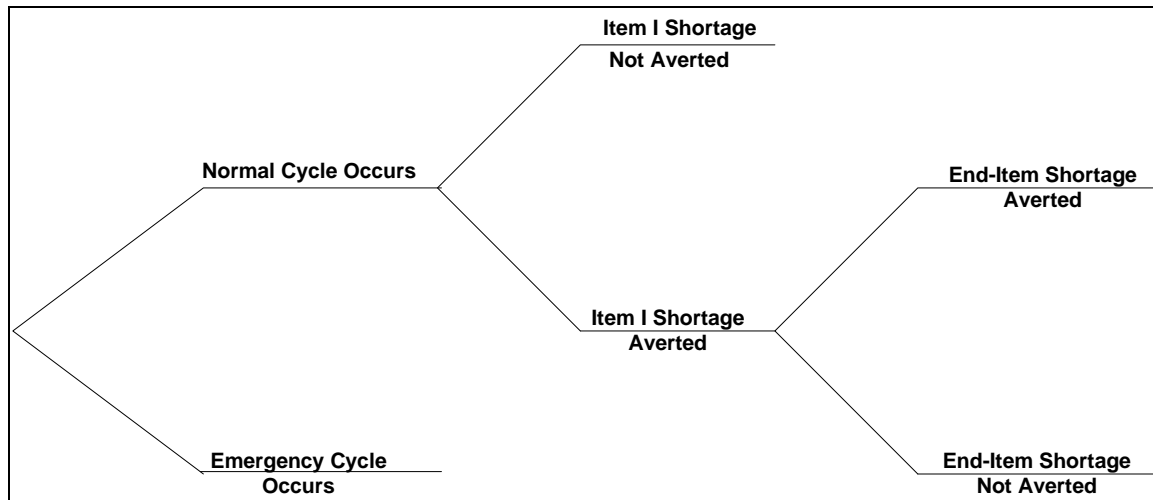 Item I Shortage
Not Averted
Normal Cycle Occurs
End-Item Shortage
Averted
Item I Shortage
Averted
Emergency Cycle
Occurs
End-Item Shortage
Not Averted